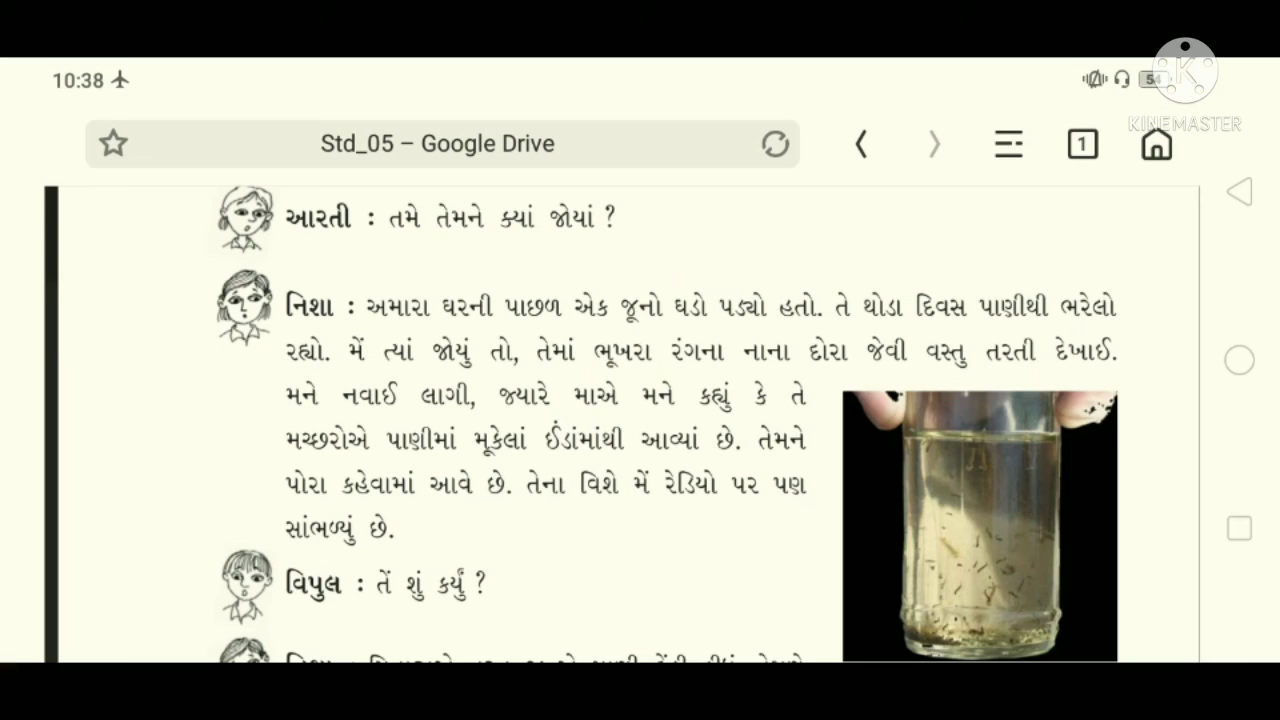 10:38
54
KINEMASTER
Std_05 – Google Drive
1
આરતી : તમે તેમને ક્યાં જોયાં ?
નિશા : અમારા ઘરની પાછળ એક જૂનો ઘડો પડ્યો હતો. તે થોડા દિવસ પાણીથી ભરેલો
રહ્યો. મેં ત્યાં જોયું તો, તેમાં ભૂખરા રંગના નાના દોરા જેવી વસ્તુ તરતી દેખાઈ.
મને નવાઈ લાગી, જ્યારે માએ મને કહ્યું કે તે
મચ્છરોએ પાણીમાં મૂકેલાં ઈંડાંમાંથી આવ્યાં છે. તેમને
પોરા કહેવામાં આવે છે. તેના વિશે મેં રેડિયો પર પણ
સાંભળ્યું છે.
વિપુલ : તેં શું કર્યું ?